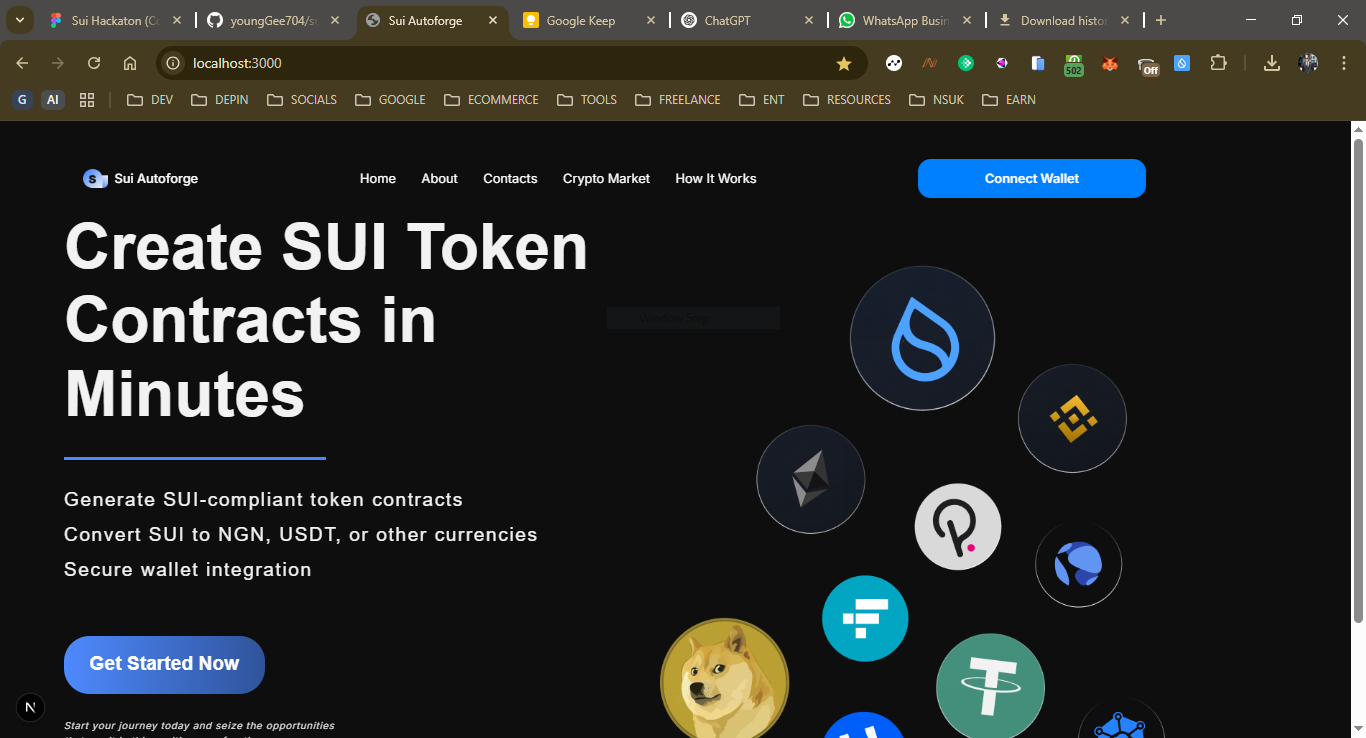 Sui Hackaton (Co
youngGee704/su
Sui Autoforge
Google Keep
ChatGPT
WhatsApp Busin
Download histor
localhost:3000
502
Off
G
AI
DEV
DEPIN
SOCIALS
GOOGLE
ECOMMERCE
TOOLS
FREELANCE
ENT
RESOURCES
NSUK
EARN
S
Sui Autoforge
Home
About
Contacts
Crypto Market
How It Works
Connect Wallet
Create SUI Token
Contracts in
Minutes
Window Snip
Generate SUI-compliant token contracts
Convert SUI to NGN, USDT, or other currencies
Secure wallet integration
Get Started Now
N
Start your journey today and seize the opportunities